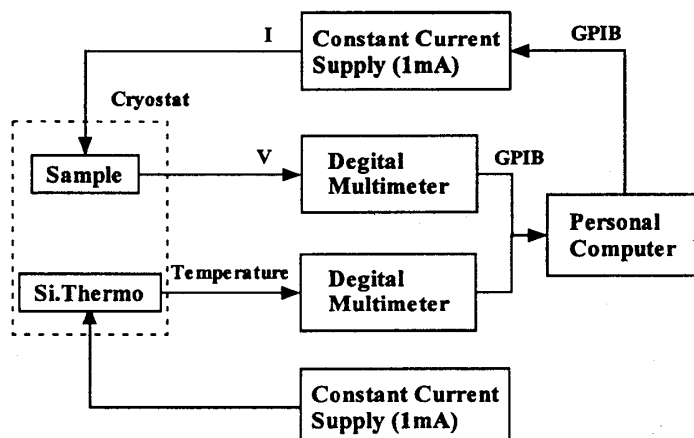 I
Constant Current
Supply (1mA)
GPIB
Cryostat
Sample
V
Degital
Multimeter
GPIB
Personal
Computer
Si.Thermo
Temperature
Degital
Multimeter
Constant Current
Supply (1mA)